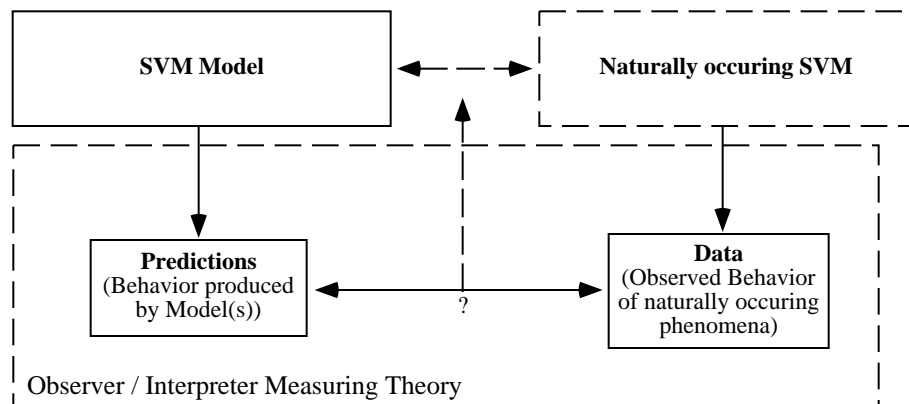 SVM Model
Naturally occuring SVM
Predictions
(Behavior produced
by Model(s))
Data
(Observed Behavior
of naturally occuring
phenomena)
?
Observer / Interpreter Measuring Theory